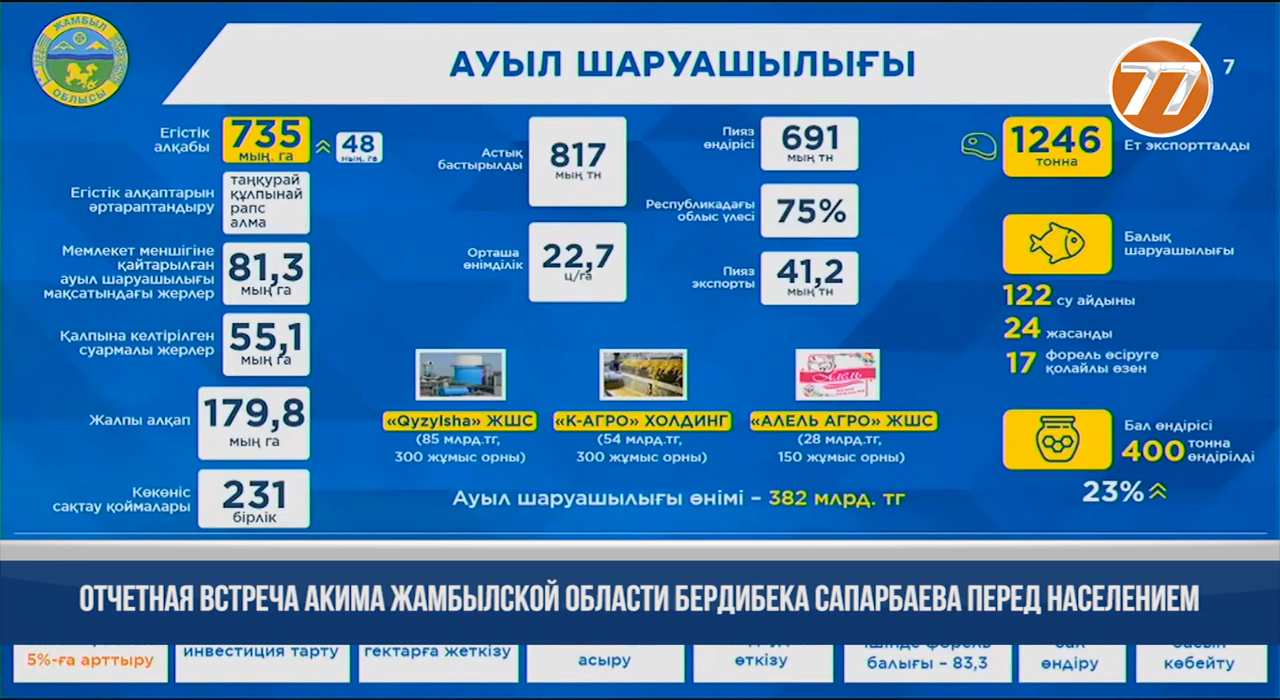 ЖАМБЫЛ
ОБЛЫСЫ
АУЫЛ ШАРУАШЫЛЫҒЫ
77
7
Егістік
алқабы
735
мың. га
48
мың. га
Егістік алқаптарын
әртараптандыру
таңқурай
құлпынай
рапс
алма
Мемлекет меншігіне
қайтарылған
ауыл шаруашылығы
мақсатындағы жерлер
81,3
мың га
Қалпына келтірілген
суармалы жерлер
55,1
мың га
Жалпы алқап
179,8
мың га
Көкөніс
сақтау қоймалары
231
бірлік
Астық
бастырылды
817
мың тн
Орташа
өнімділік
22,7
ц/га
Пияз
өндірісі
691
мың тн
Республикадағы
облыс үлесі
75%
Пияз
экспорты
41,2
мың тн
1246
тонна
Ет экспортталды
Балық
шаруашылығы
122 су айдыны
24 жасанды
17 форель өсіруге
қолайлы өзен
Бал өндірісі
400 тонна
өндірілді
23%
Алель
«Qyzylsha» ЖШС
(85 млрд.тг,
300 жұмыс орны)
«К-АГРО» ХОЛДИНГ
(54 млрд.тг,
300 жұмыс орны)
«АЛЕЛЬ АГРО» ЖШС
(28 млрд.тг,
150 жұмыс орны)
Ауыл шаруашылығы өнімі – 382 млрд. тг
ОТЧЕТНАЯ ВСТРЕЧА АКИМА ЖАМБЫЛСКОЙ ОБЛАСТИ БЕРДИБЕКА САПАРБАЕВА ПЕРЕД НАСЕЛЕНИЕМ
5%-ға арттыру
инвестиция тарту
гектарға жеткізу
асыру
өткізу
ішінде форель
балығы – 83,3
бал
өндіру
басын
көбейту